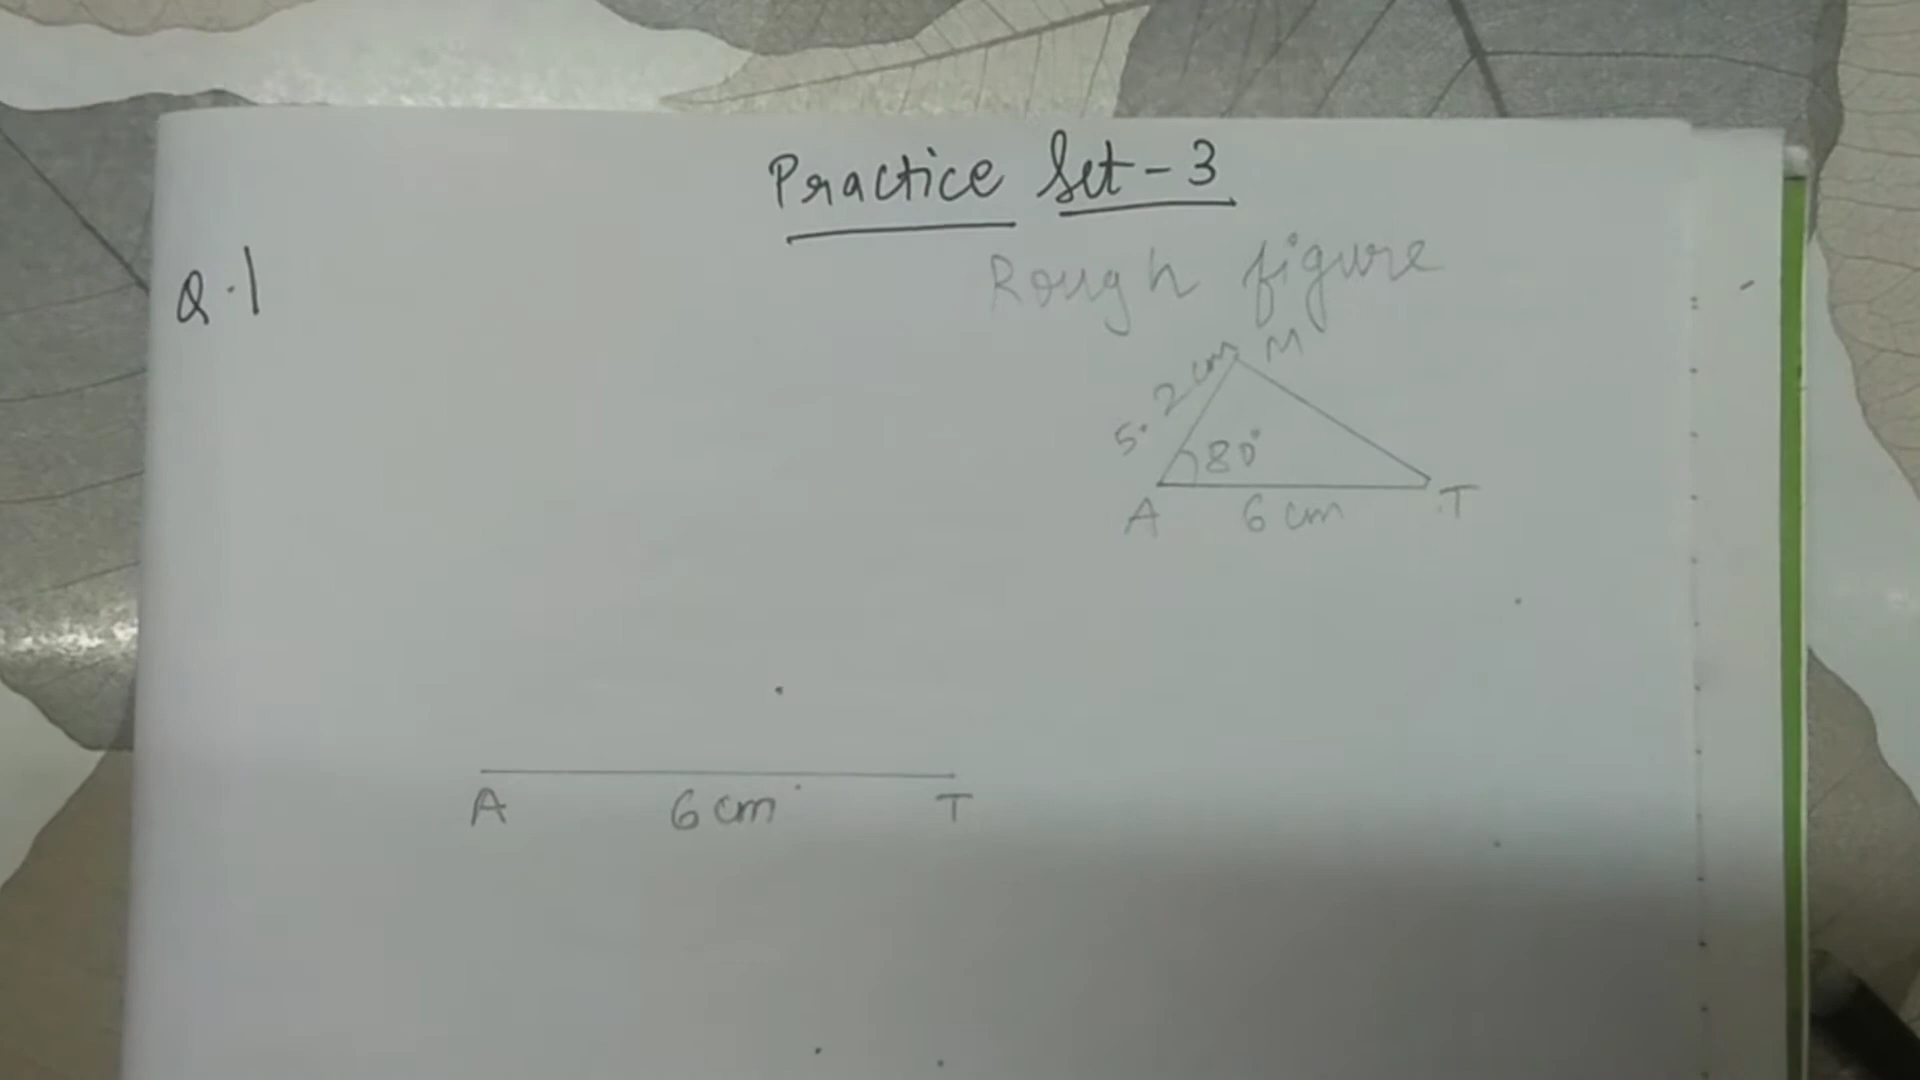 Practice Set-3
Q.1
Rough figure
M
5.2 cm
80°
A 6 cm T
A 6 cm T